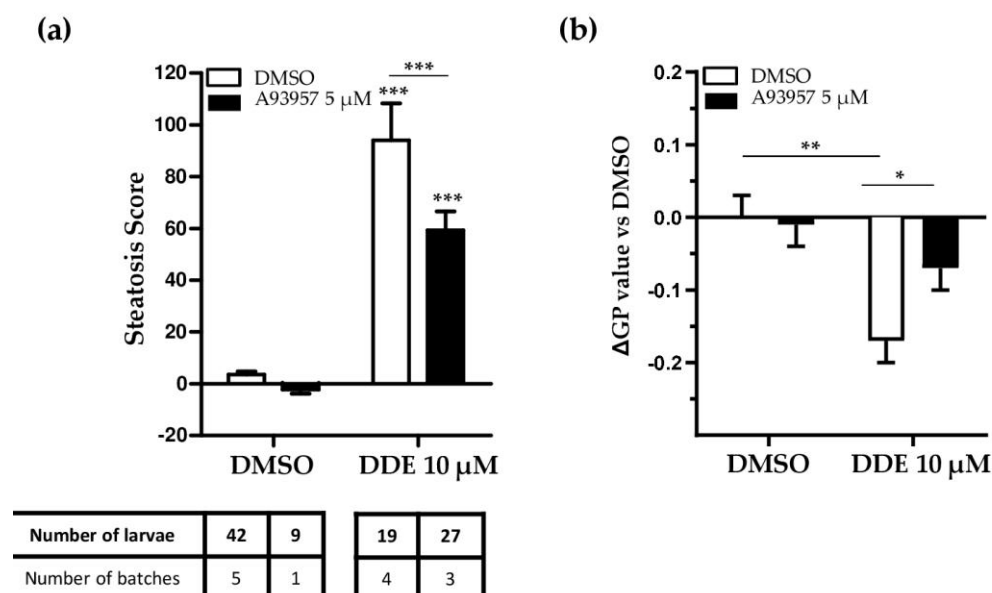 (a)
120
100
80
60
40
20
0
-20
Steatosis Score
DMSO
A93957 5 μM
***
***
***
DMSO
DDE 10 μM
Number of larvae 42 9 19 27
Number of batches 5 1 4 3
(b)
0.2
0.1
0.0
-0.1
-0.2
ΔGP value vs DMSO
DMSO
A93957 5 μM
**
*
DMSO
DDE 10 μM